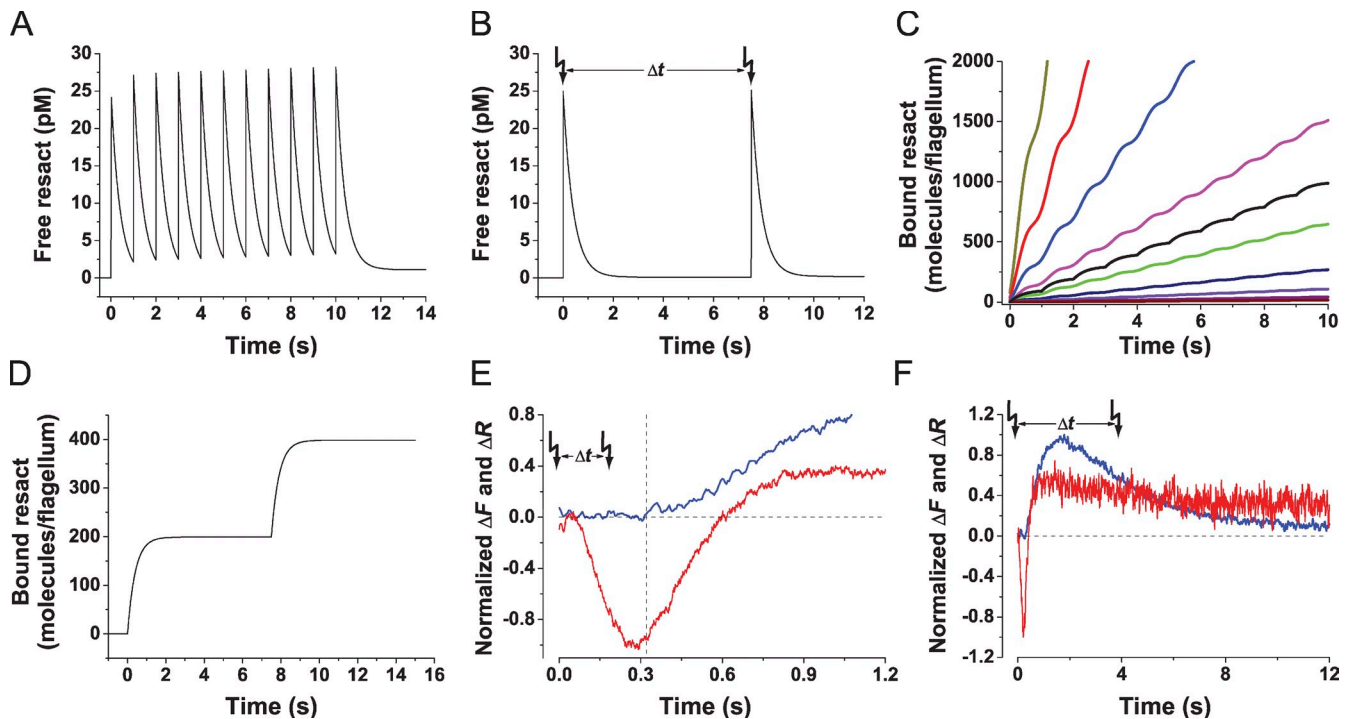 A
Free resact (pM)
30
25
20
15
10
5
0
0 2 4 6 8 10 12 14
Time (s)
B
Free resact (pM)
30
25
20
15
10
5
0
Δt
0 2 4 6 8 10 12
Time (s)
C
Bound resact
(molecules/flagellum)
2000
1500
1000
500
0
0 2 4 6 8 10
Time (s)
D
Bound resact
(molecules/flagellum)
400
300
200
100
0
0 2 4 6 8 10 12 14 16
Time (s)
E
Normalized ΔF and ΔR
0.8
0.4
0.0
-0.4
-0.8
Δt
0.0 0.3 0.6 0.9 1.2
Time (s)
F
Normalized ΔF and ΔR
1.2
0.8
0.4
0.0
-0.4
-0.8
-1.2
Δt
0 4 8 12
Time (s)